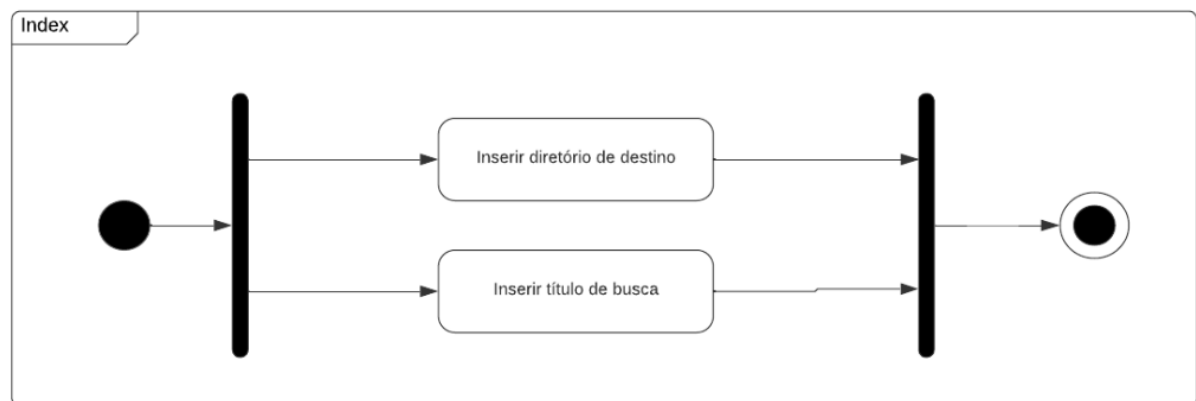 Index
Inserir diretório de destino
Inserir título de busca